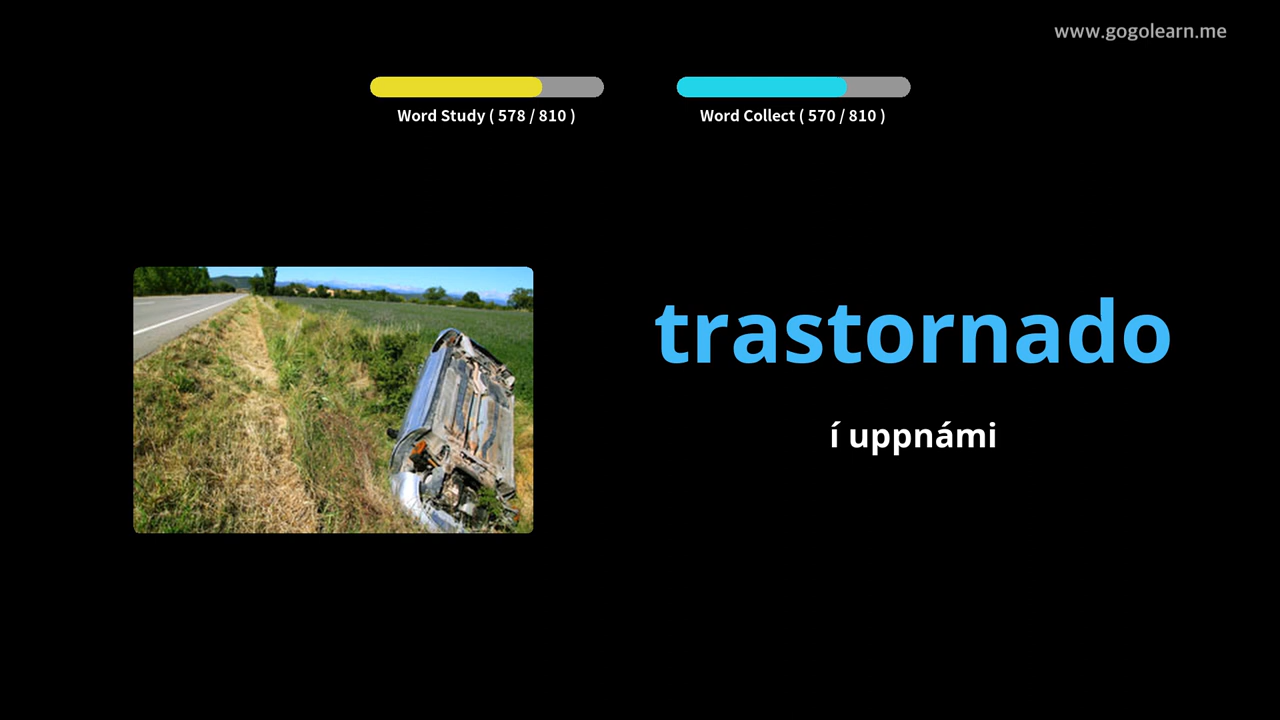 www.gogolearn.me
Word Study ( 578 / 810 )
Word Collect ( 570 / 810 )
trastornado
í uppnámi